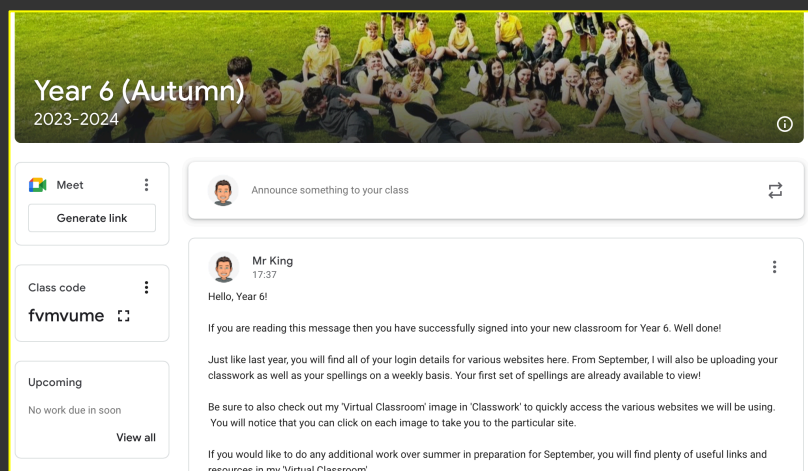 Year 6 (Autumn)
2023-2024
Meet
Generate link
Class code
fvmvume
Upcoming
No work due in soon
View all
Announce something to your class
Mr King
17:37
Hello, Year 6!
If you are reading this message then you have successfully signed into your new classroom for Year 6. Well done!
Just like last year, you will find all of your login details for various websites here. From September, I will also be uploading your
classwork as well as your spellings on a weekly basis. Your first set of spellings are already available to view!
Be sure to also check out my 'Virtual Classroom' image in 'Classwork' to quickly access the various websites we will be using.
You will notice that you can click on each image to take you to the particular site.
If you would like to do any additional work over summer in preparation for September, you will find plenty of useful links and
resources in my 'Virtual Classroom'